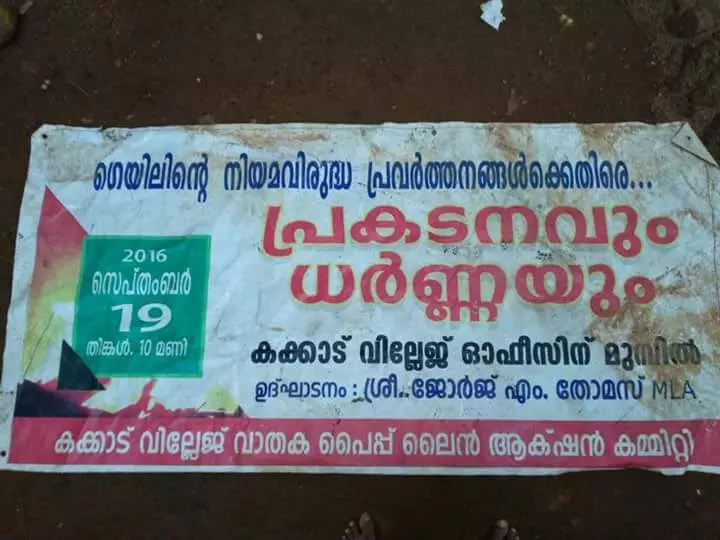 ഗെയിലിന്റെ നിയമവിരുദ്ധ പ്രവർത്തനങ്ങൾക്കെതിരെ...
പ്രകടനവും
ധർണ്ണയും
2016
സെപ്തംബർ
19
തിങ്കൾ. 10 മണി
കക്കാട് വില്ലേജ് ഓഫീസിന് മുമ്പിൽ
ഉദ്ഘാടനം : ശ്രീ. ജോർജ് എം. തോമസ് MLA
കക്കാട് വില്ലേജ് വാതക പൈപ്പ് ലൈൻ ആക്ഷൻ കമ്മിറ്റി